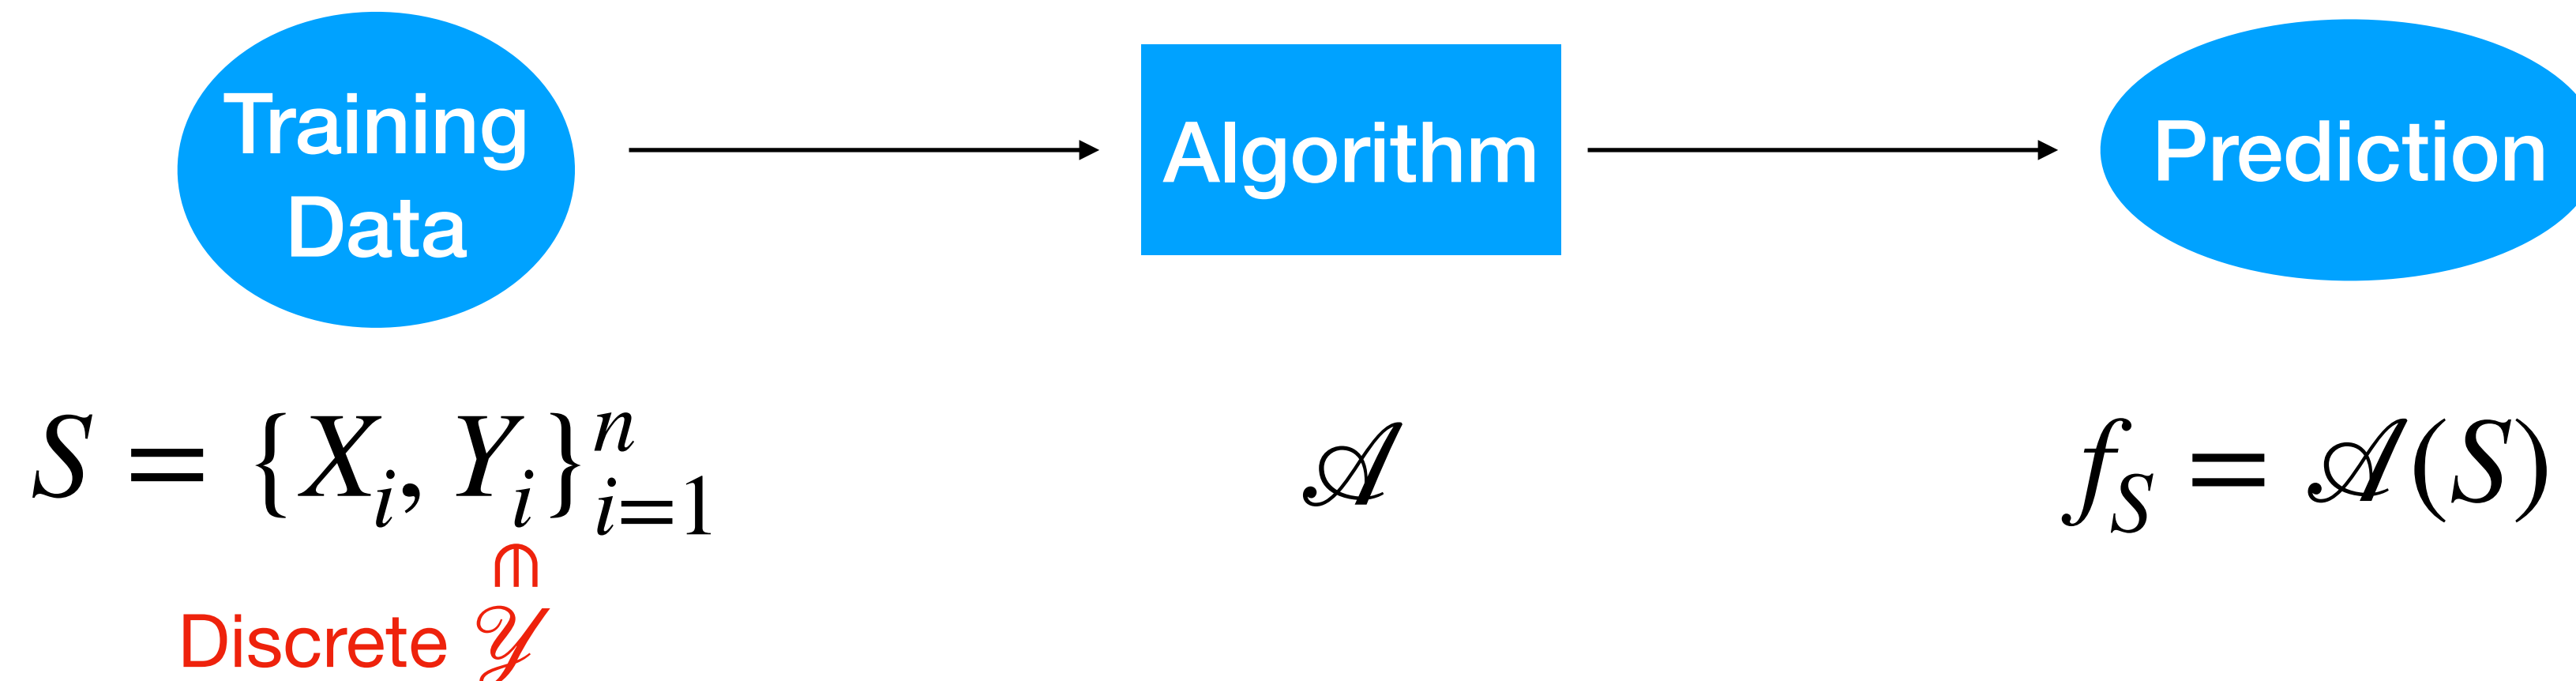 Training
Data
Algorithm
Prediction
S = {X_i, Y_i}_{i=1}^n
𝒜
f_S = 𝒜(S)
∈
Discrete 𝒴